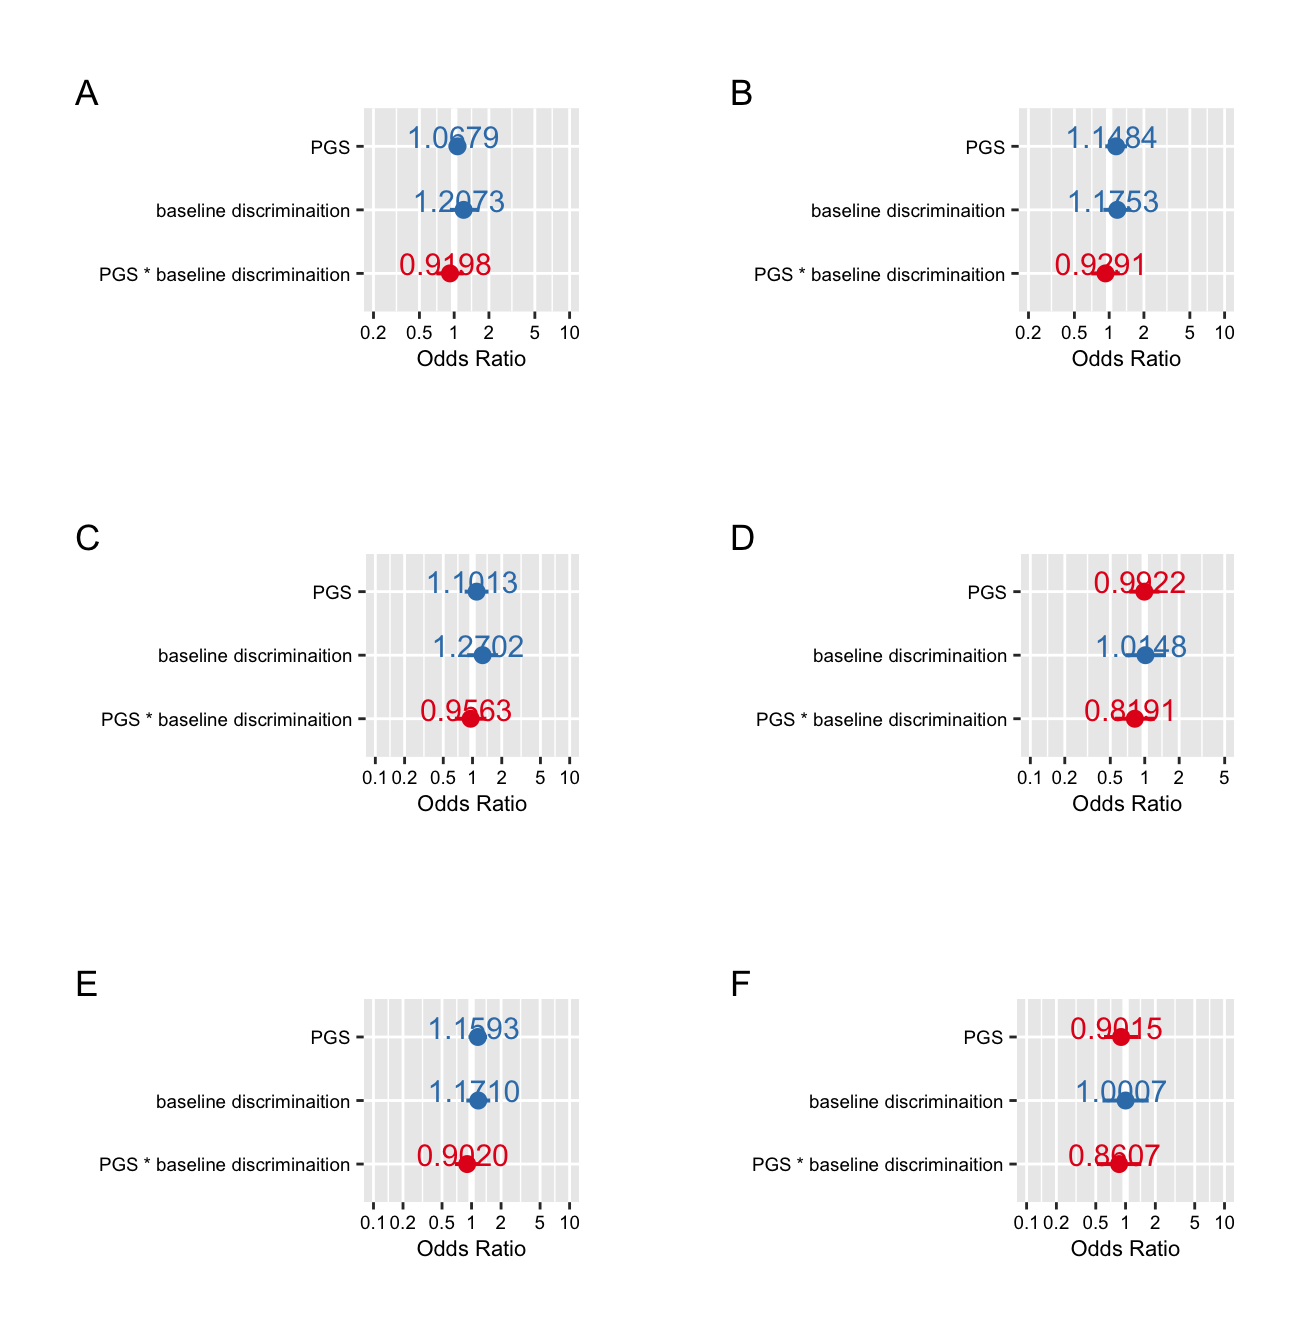 A
PGS 1.0679
baseline discriminaition 1.2073
PGS * baseline discriminaition 0.9198
0.2 0.5 1 2 5 10
Odds Ratio
B
PGS 1.1484
baseline discriminaition 1.1753
PGS * baseline discriminaition 0.9291
0.2 0.5 1 2 5 10
Odds Ratio
C
PGS 1.1013
baseline discriminaition 1.2702
PGS * baseline discriminaition 0.9563
0.1 0.2 0.5 1 2 5 10
Odds Ratio
D
PGS 0.9922
baseline discriminaition 1.0148
PGS * baseline discriminaition 0.8191
0.1 0.2 0.5 1 2 5
Odds Ratio
E
PGS 1.1593
baseline discriminaition 1.1710
PGS * baseline discriminaition 0.9020
0.1 0.2 0.5 1 2 5 10
Odds Ratio
F
PGS 0.9015
baseline discriminaition 1.0007
PGS * baseline discriminaition 0.8607
0.1 0.2 0.5 1 2 5 10
Odds Ratio